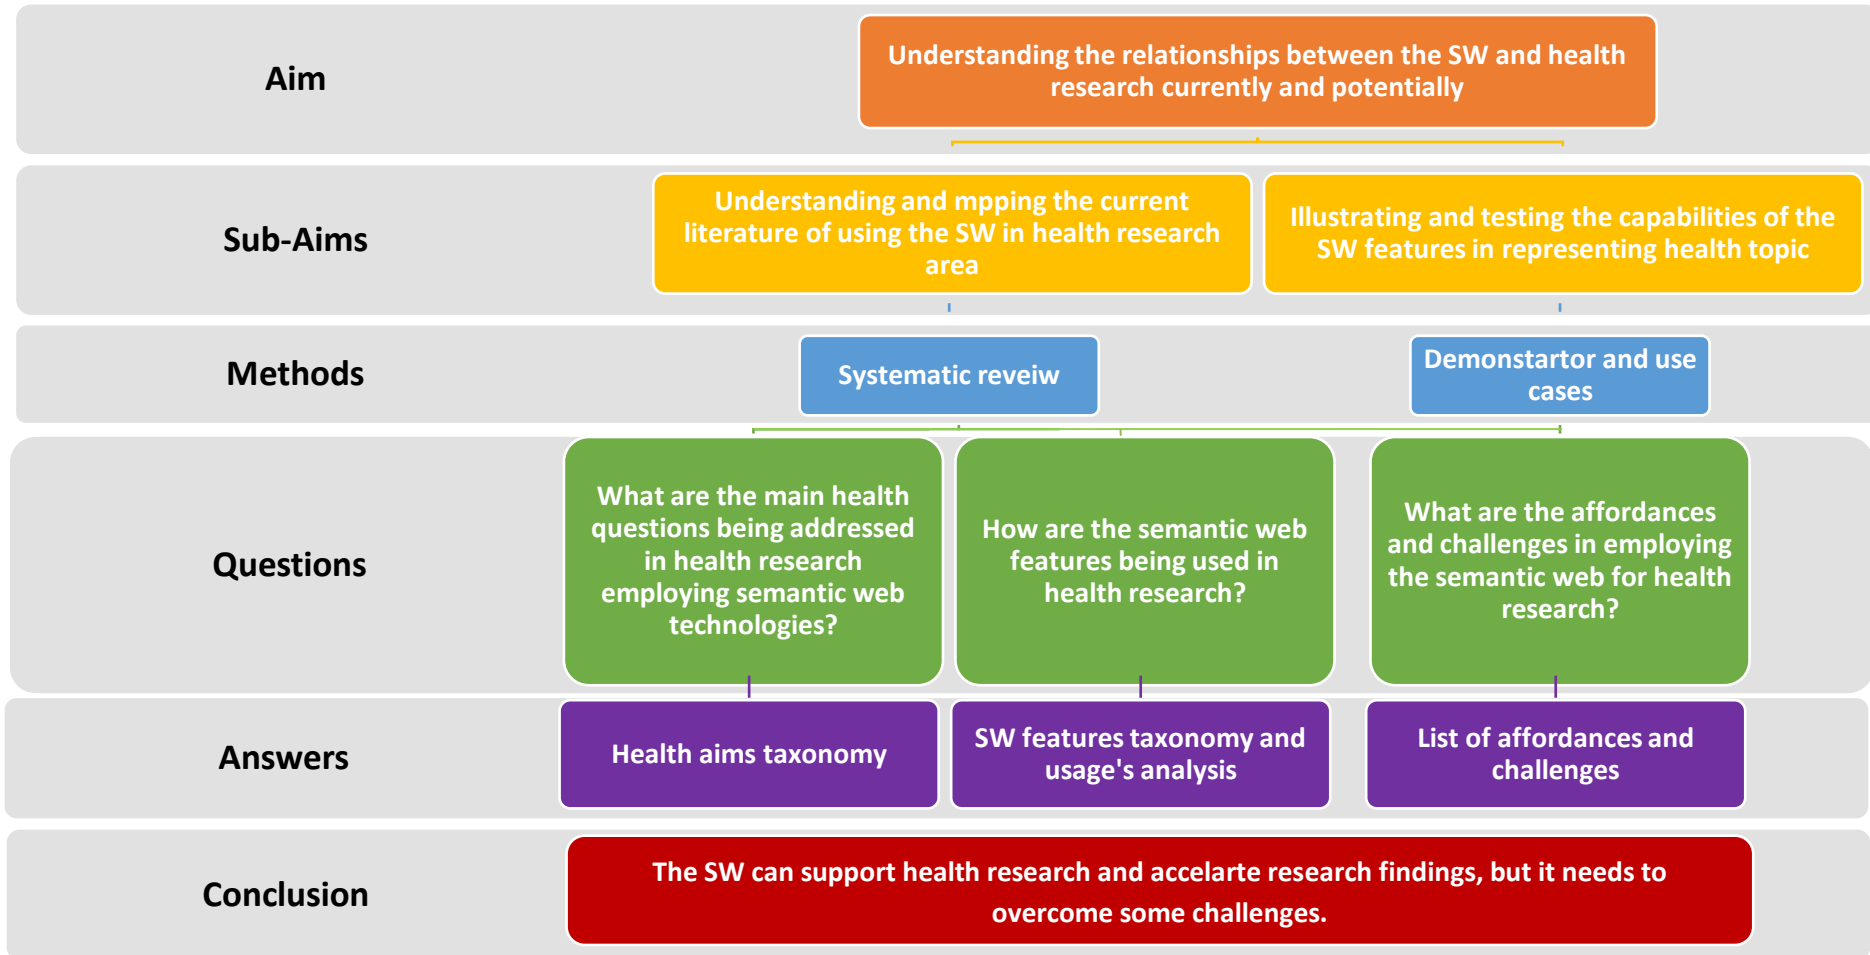 Aim
Understanding the relationships between the SW and health
research currently and potentially
Sub-Aims
Understanding and mpping the current
literature of using the SW in health research
area
Illustrating and testing the capabilities of the
SW features in representing health topic
Methods
Systematic reveiw
Demonstartor and use
cases
Questions
What are the main health
questions being addressed
in health research
employing semantic web
technologies?
How are the semantic web
features being used in
health research?
What are the affordances
and challenges in employing
the semantic web for health
research?
Answers
Health aims taxonomy
SW features taxonomy and
usage's analysis
List of affordances and
challenges
Conclusion
The SW can support health research and accelarte research findings, but it needs to
overcome some challenges.